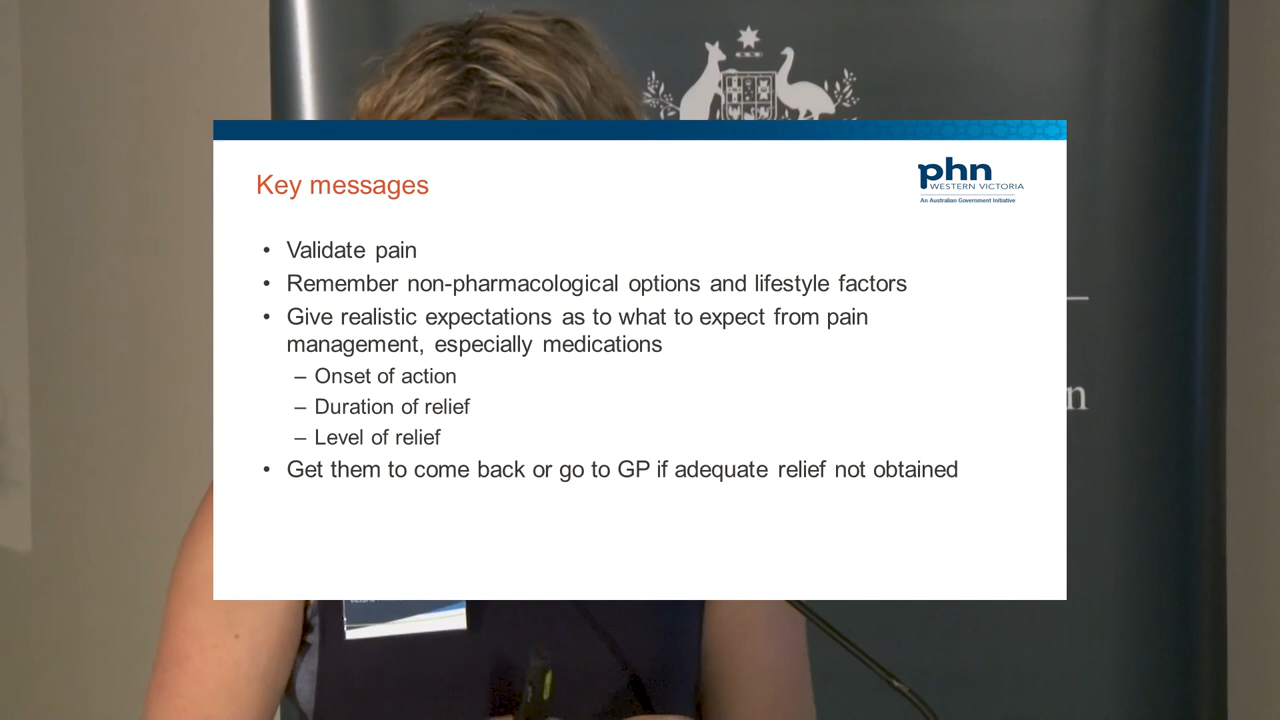 Key messages
phn
WESTERN VICTORIA
An Australian Government Initiative
• Validate pain
• Remember non-pharmacological options and lifestyle factors
• Give realistic expectations as to what to expect from pain
management, especially medications
– Onset of action
– Duration of relief
– Level of relief
• Get them to come back or go to GP if adequate relief not obtained
n